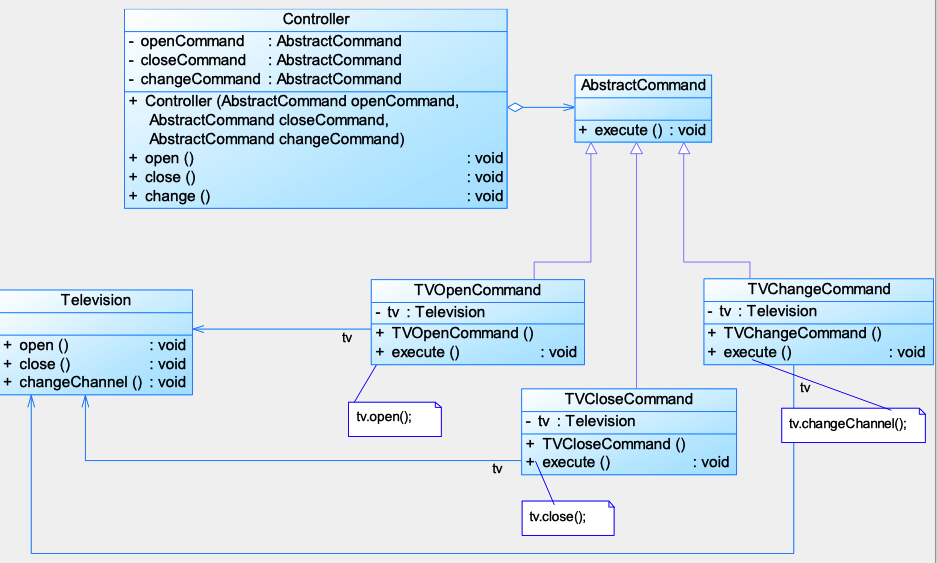 Controller
- openCommand : AbstractCommand
- closeCommand : AbstractCommand
- changeCommand : AbstractCommand
+ Controller (AbstractCommand openCommand,
AbstractCommand closeCommand,
AbstractCommand changeCommand)
+ open () : void
+ close () : void
+ change () : void
AbstractCommand
+ execute () : void
Television
+ open () : void
+ close () : void
+ changeChannel () : void
TVOpenCommand
- tv : Television
+ TVOpenCommand ()
+ execute () : void
tv
tv.open();
TVCloseCommand
- tv : Television
+ TVCloseCommand ()
+ execute () : void
tv
tv.close();
TVChangeCommand
- tv : Television
+ TVChangeCommand ()
+ execute () : void
tv
tv.changeChannel();